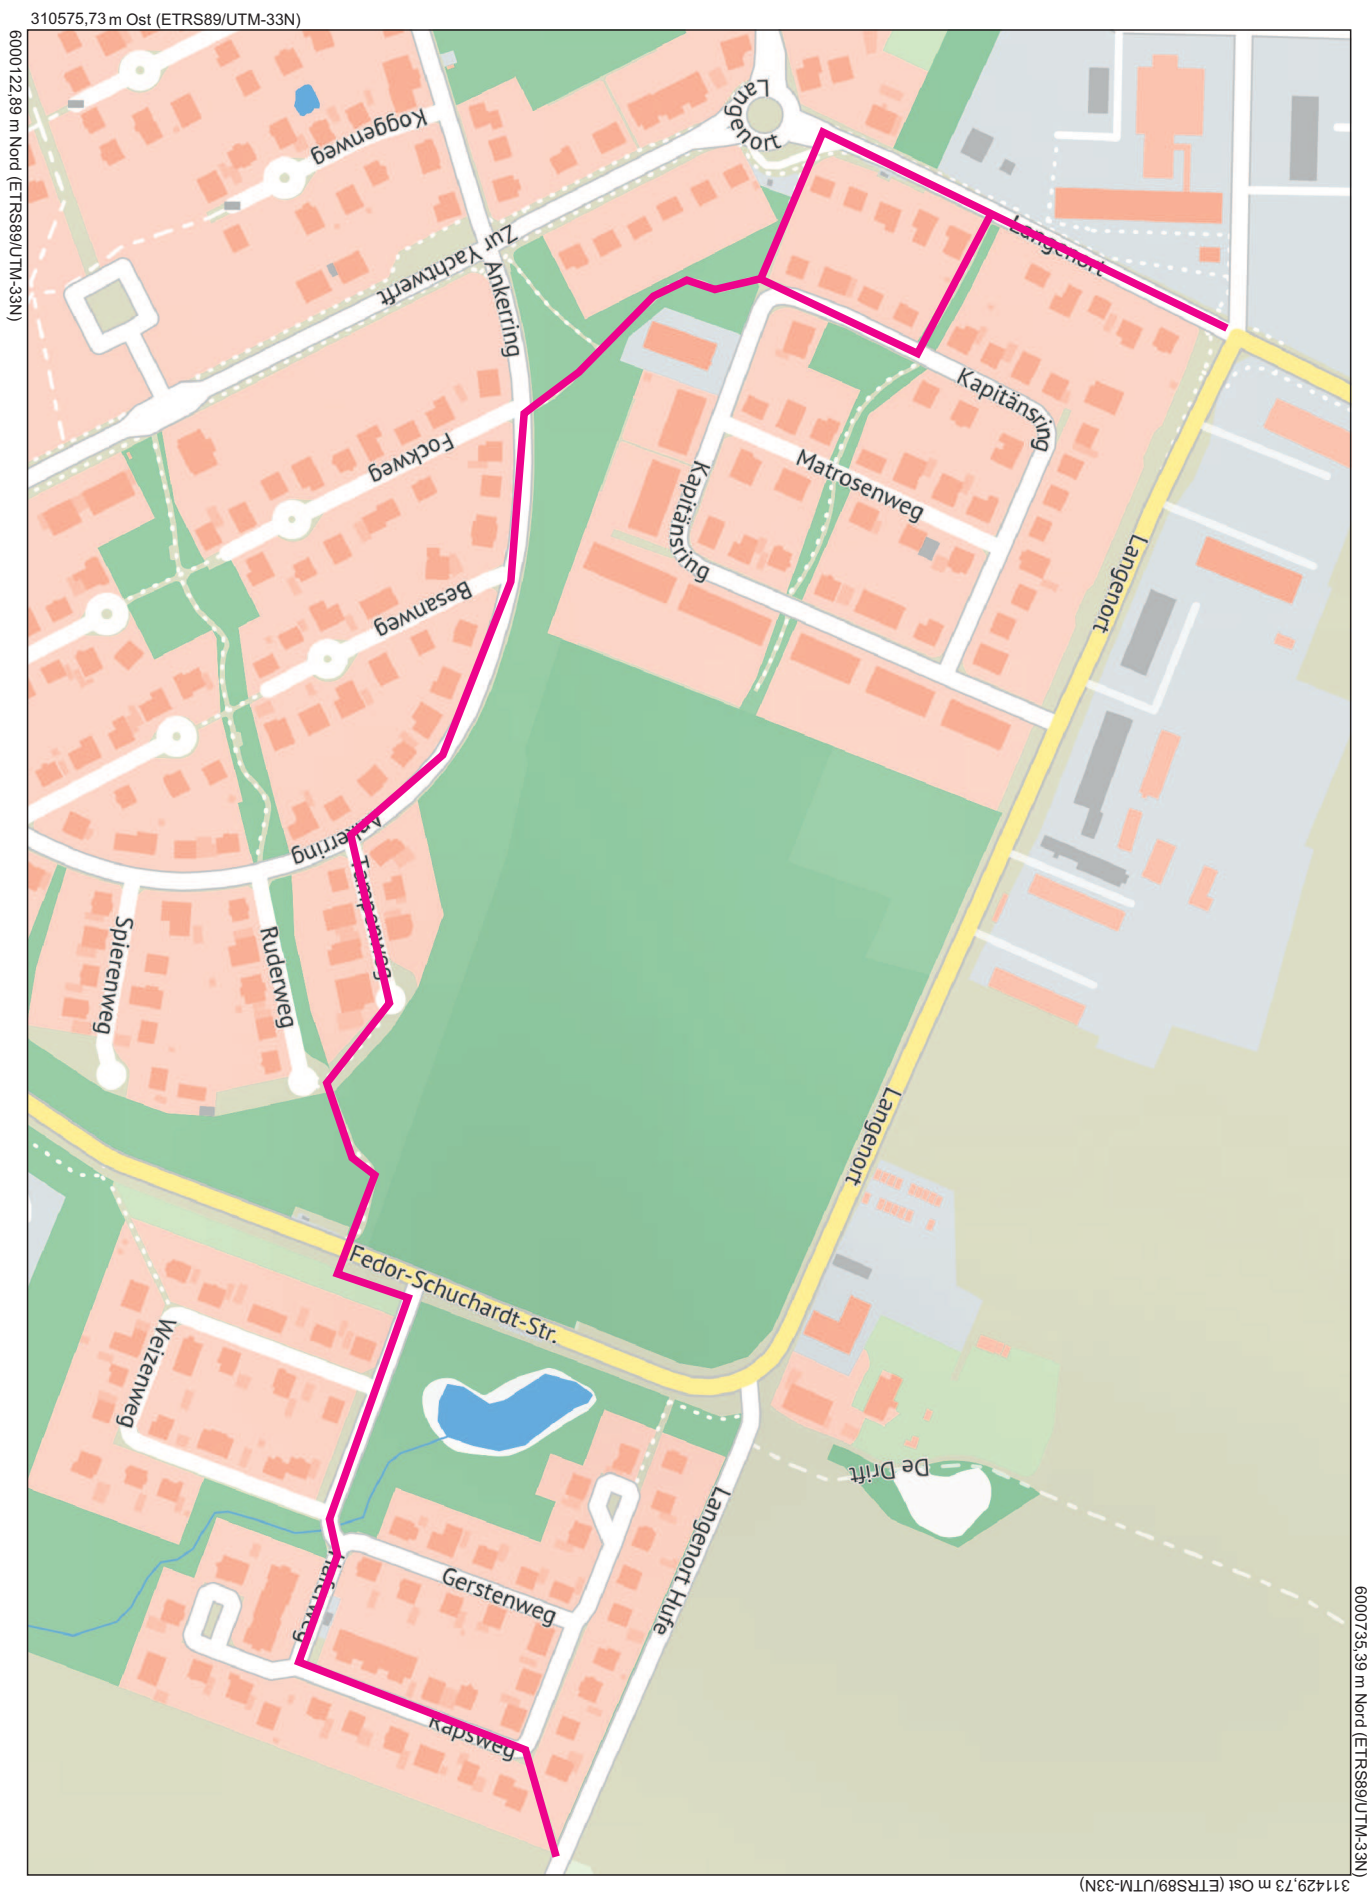 310575,73 m Ost (ETRS89/UTM-33N)
6000122,89 m Nord (ETRS89/UTM-33N)
Langenort
Koggenweg
Zur Yachtwerft
Ankerring
Langenort
Kapitänsring
Fockweg
Matrosenweg
Kapitänsring
Besanweg
Langenort
Ankerring
Tampenweg
Spierenweg
Ruderweg
Langenort
Fedor-Schuchardt-Str.
Weizenweg
De Drift
Langenort Hufe
Gerstenweg
Haferweg
Rapsweg
6000735,39 m Nord (ETRS89/UTM-33N)
311429,73 m Ost (ETRS89/UTM-33N)